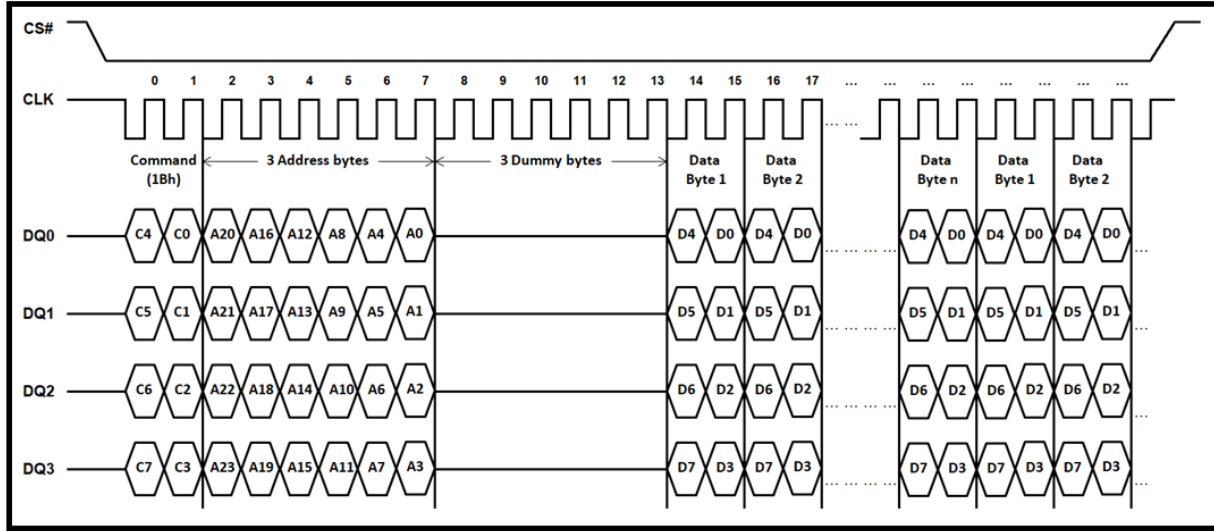 CS#
0 1 2 3 4 5 6 7 8 9 10 11 12 13 14 15 16 17 ... ... ... ... ... ... ... ...
CLK
... ...
Command 3 Address bytes 3 Dummy bytes Data Data Data Data Data
(1Bh) Byte 1 Byte 2 Byte n Byte 1 Byte 2
DQ0 C4 C0 A20 A16 A12 A8 A4 A0 D4 D0 D4 D0 ... ... ... D4 D0 D4 D0 D4 D0 ...
DQ1 C5 C1 A21 A17 A13 A9 A5 A1 D5 D1 D5 D1 ... ... ... D5 D1 D5 D1 D5 D1 ...
DQ2 C6 C2 A22 A18 A14 A10 A6 A2 D6 D2 D6 D2 ... ... ... D6 D2 D6 D2 D6 D2 ...
DQ3 C7 C3 A23 A19 A15 A11 A7 A3 D7 D3 D7 D3 ... ... ... D7 D3 D7 D3 D7 D3 ...